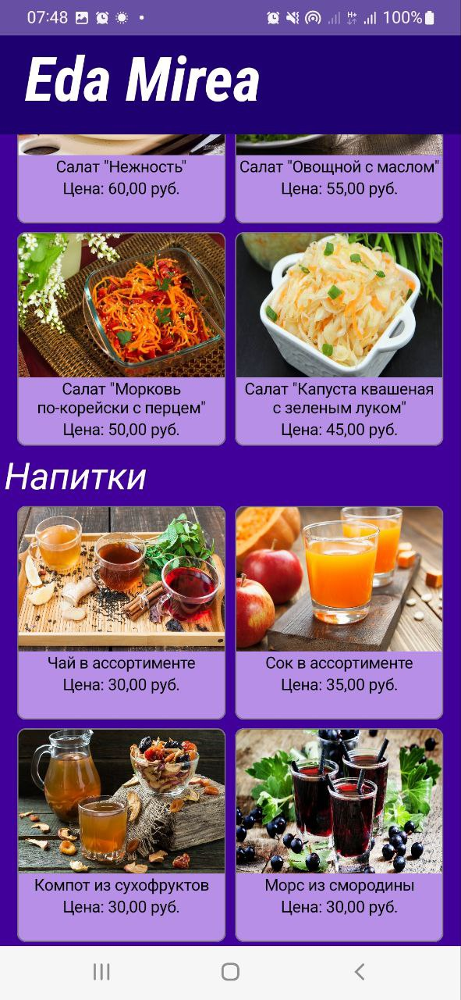 07:48
H+
100%
Eda Mirea
Салат "Нежность"
Цена: 60,00 руб.
Салат "Овощной с маслом"
Цена: 55,00 руб.
Салат "Морковь
по-корейски с перцем"
Цена: 50,00 руб.
Салат "Капуста квашеная
с зеленым луком"
Цена: 45,00 руб.
Напитки
Чай в ассортименте
Цена: 30,00 руб.
Сок в ассортименте
Цена: 35,00 руб.
Компот из сухофруктов
Цена: 30,00 руб.
Морс из смородины
Цена: 30,00 руб.